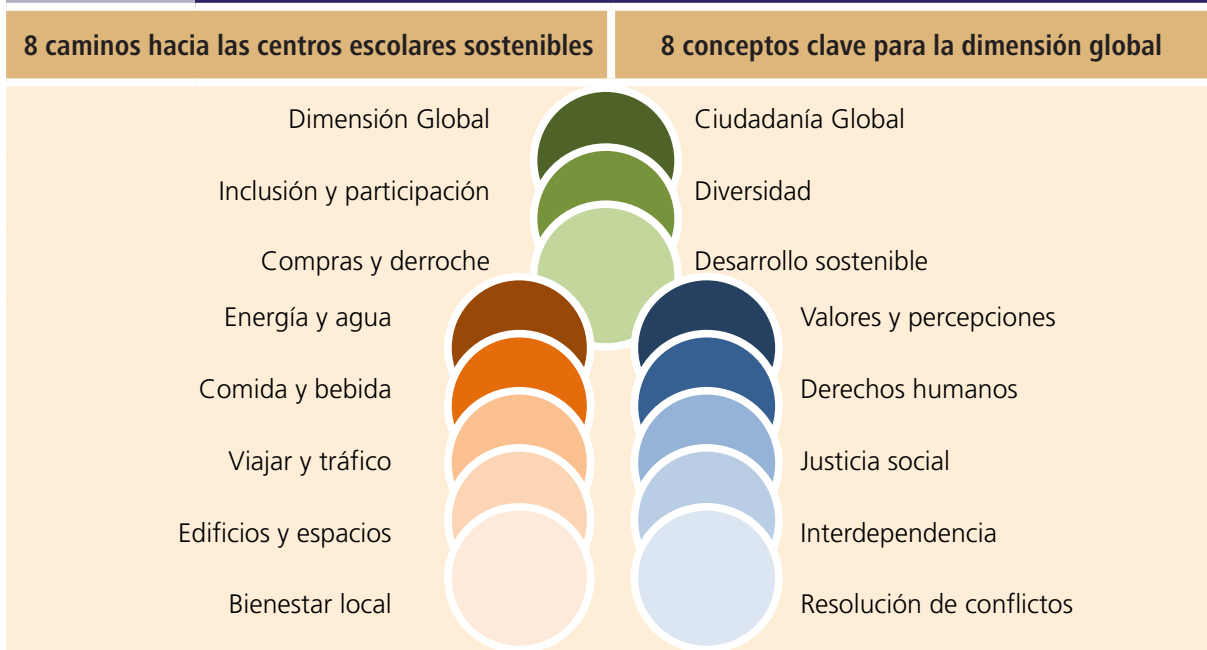 8 caminos hacia las centros escolares sostenibles
8 conceptos clave para la dimensión global
Dimensión Global
Ciudadanía Global
Inclusión y participación
Diversidad
Compras y derroche
Desarrollo sostenible
Energía y agua
Valores y percepciones
Comida y bebida
Derechos humanos
Viajar y tráfico
Justicia social
Edificios y espacios
Interdependencia
Bienestar local
Resolución de conflictos